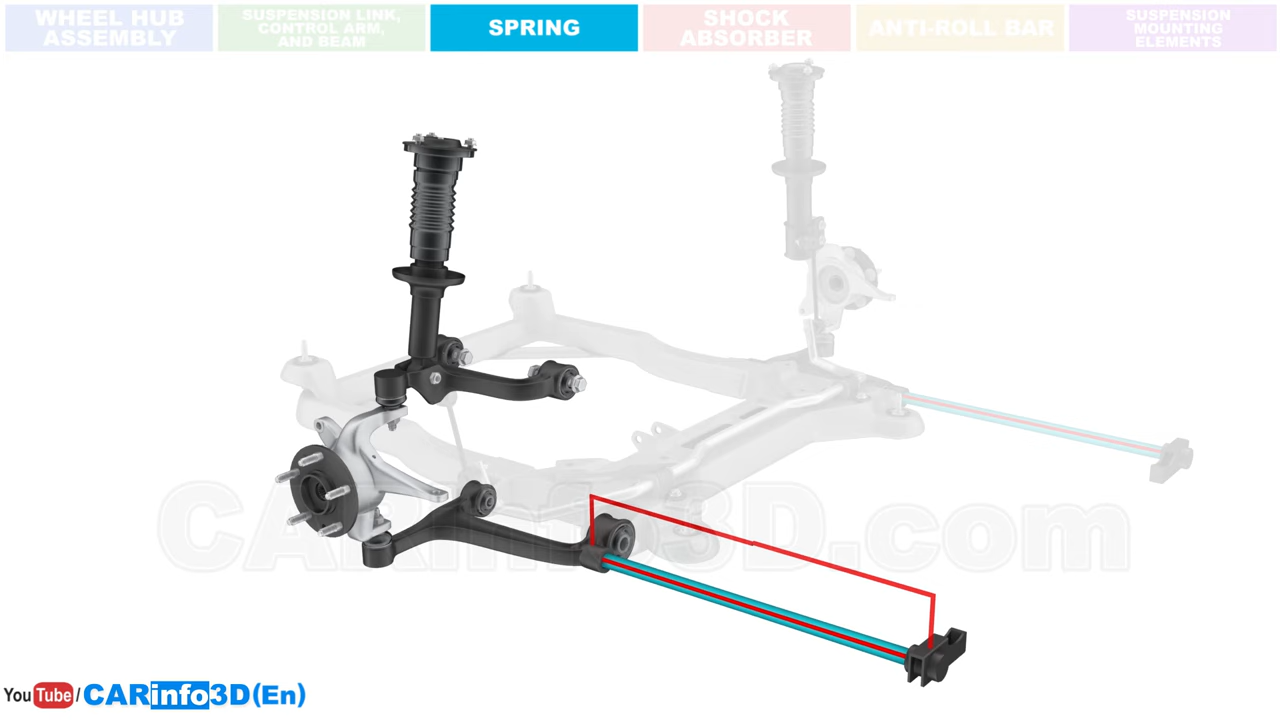 WHEEL HUB
ASSEMBLY
SUSPENSION LINK,
CONTROL ARM,
AND BEAM
SPRING
SHOCK
ABSORBER
ANTI-ROLL BAR
SUSPENSION
MOUNTING
ELEMENTS
CARinfo3D.com
YouTube/CARinfo3D(En)